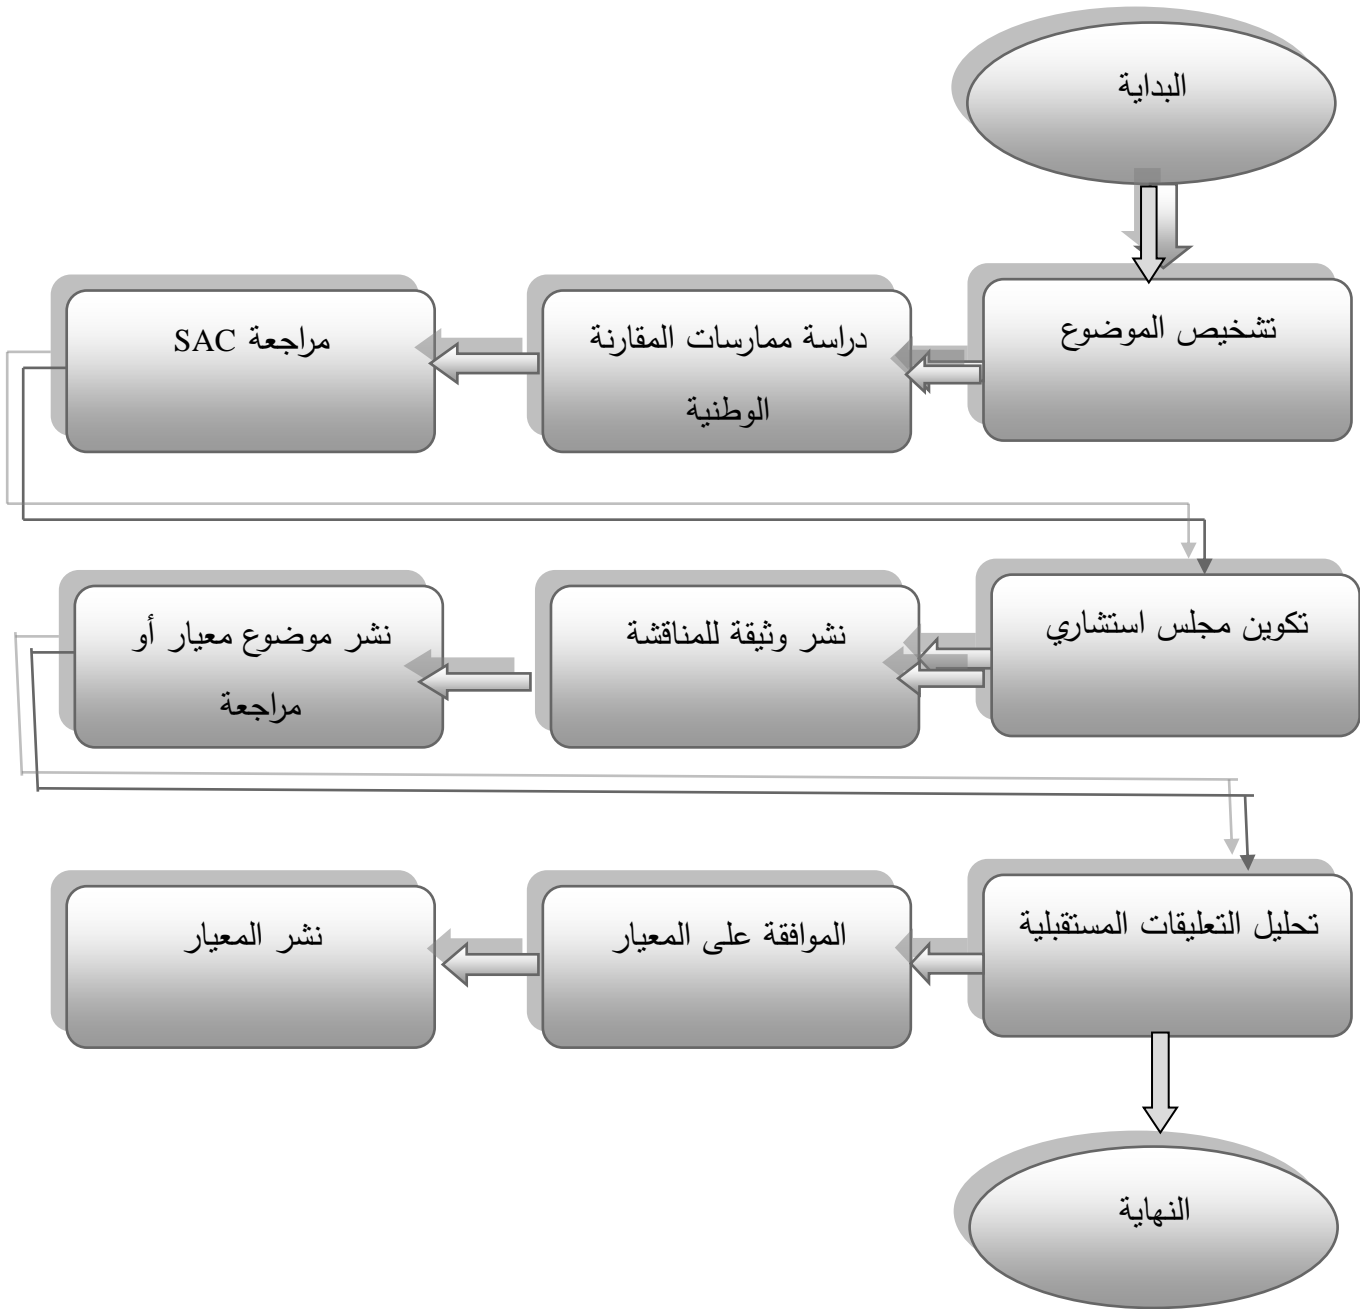 البداية
تشخيص الموضوع
دراسة ممارسات المقارنة
الوطنية
مراجعة SAC
تكوين مجلس استشاري
نشر وثيقة للمناقشة
نشر موضوع معيار أو
مراجعة
تحليل التعليقات المستقبلية
الموافقة على المعيار
نشر المعيار
النهاية